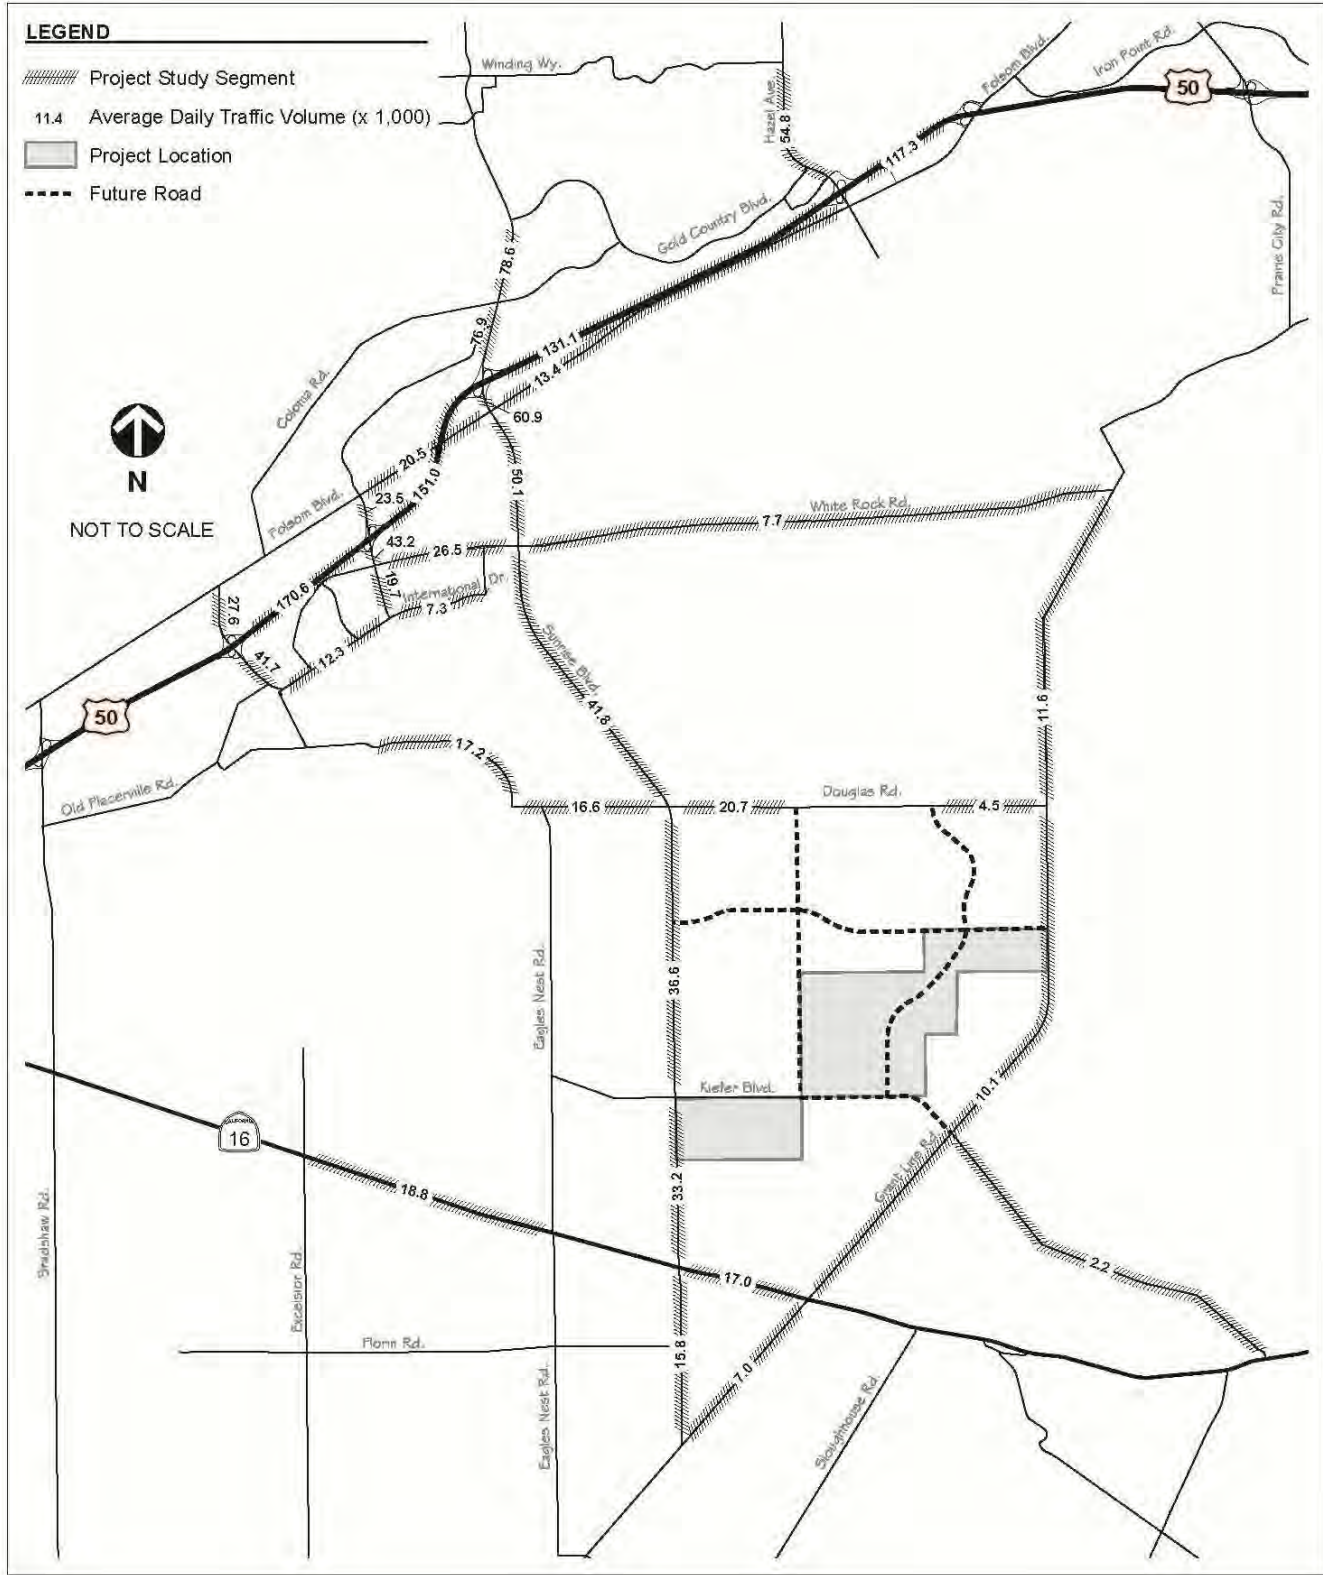 LEGEND
Project Study Segment
11.4 Average Daily Traffic Volume (x 1,000)
Project Location
Future Road
Winding Wy.
Hazel Ave.
54.8
Folsom Blvd.
Iron Point Rd.
50
117.3
Prairie City Rd.
Gold Country Blvd.
78.6
76.9
131.1
13.4
60.9
Coloma Rd.
N
NOT TO SCALE
20.5
151.0
50.1
Folsom Blvd.
23.5
43.2
White Rock Rd.
7.7
26.5
19.7
International Dr.
7.3
170.6
27.6
41.7
12.3
Sunrise Blvd.
41.8
11.6
50
17.2
Old Placerville Rd.
16.6
20.7
Douglas Rd.
4.5
Eagles Nest Rd.
36.6
Kiefer Blvd.
10.1
Grant Line Rd.
CALIFORNIA
16
18.8
33.2
17.0
2.2
Bradshaw Rd.
Excelsior Rd.
Florin Rd.
15.8
7.0
Eagles Nest Rd.
Sloughhouse Rd.